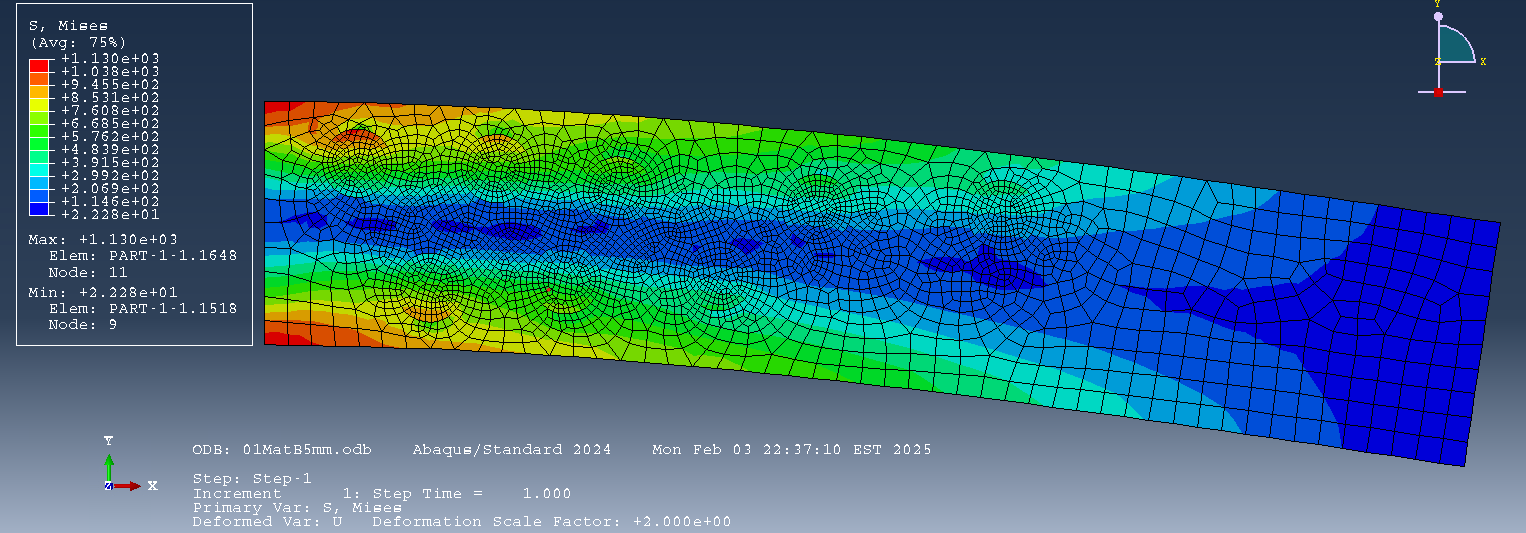 S, Mises
(Avg: 75%)
+1.130e+03
+1.038e+03
+9.455e+02
+8.531e+02
+7.608e+02
+6.685e+02
+5.762e+02
+4.839e+02
+3.915e+02
+2.992e+02
+2.069e+02
+1.146e+02
+2.228e+01
Max: +1.130e+03
Elem: PART-1-1.1648
Node: 11
Min: +2.228e+01
Elem: PART-1-1.1518
Node: 9
Y
Z X
Y
Z X
ODB: 01MatB5mm.odb Abaqus/Standard 2024 Mon Feb 03 22:37:10 EST 2025
Step: Step-1
Increment 1: Step Time = 1.000
Primary Var: S, Mises
Deformed Var: U Deformation Scale Factor: +2.000e+00